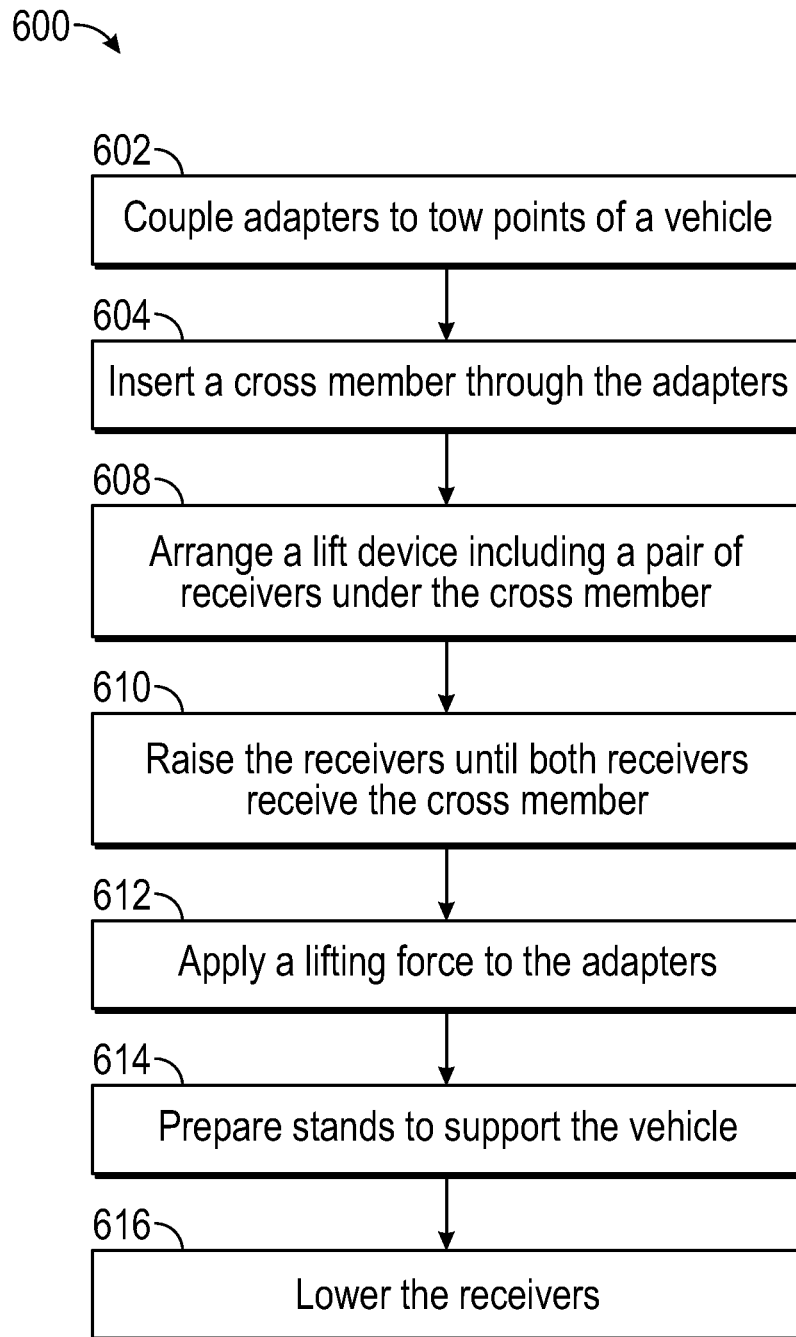 600
602
Couple adapters to tow points of a vehicle
604
Insert a cross member through the adapters
608
Arrange a lift device including a pair of
receivers under the cross member
610
Raise the receivers until both receivers
receive the cross member
612
Apply a lifting force to the adapters
614
Prepare stands to support the vehicle
616
Lower the receivers